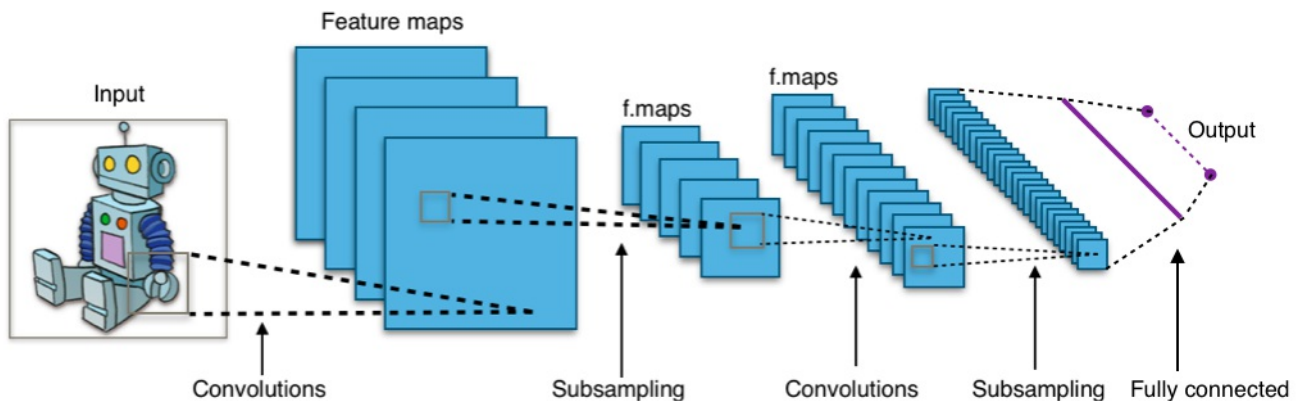 Feature maps
Input
f.maps
f.maps
Output
Convolutions
Subsampling
Convolutions
Subsampling
Fully connected